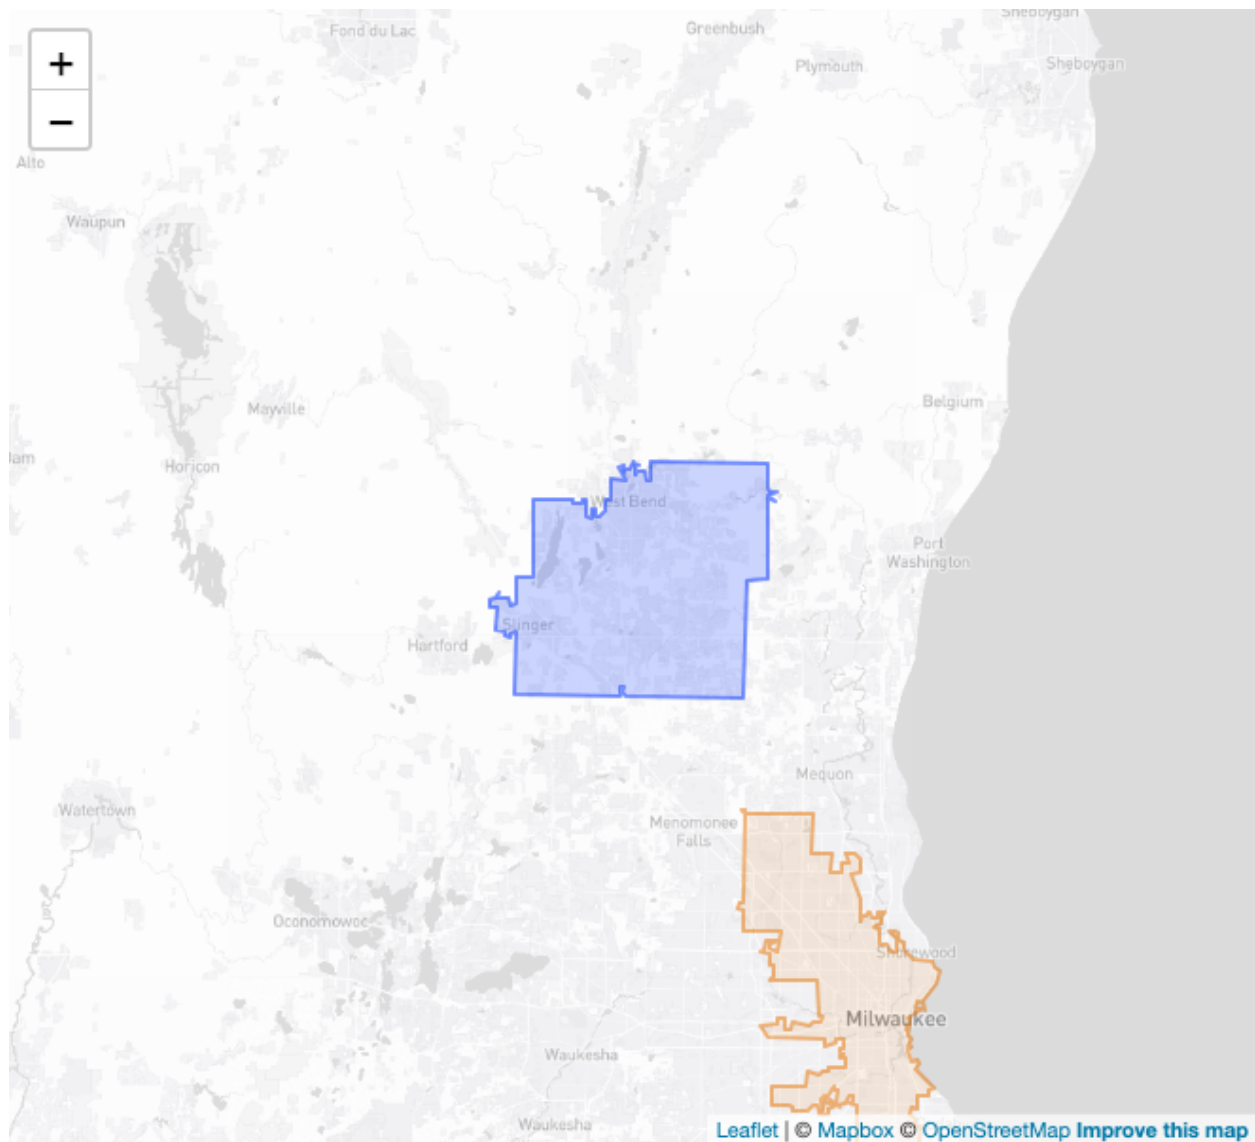 Sheboygan
Greenbush
Fond du Lac
Sheboygan
Plymouth
+
−
Alto
Waupun
Belgium
Mayville
Jam
Horicon
West Bend
Port
Washington
Slinger
Hartford
Mequon
Watertown
Menomonee
Falls
Oconomowoc
Shorewood
Milwaukee
Waukesha
Waukesha
Leaflet | © Mapbox © OpenStreetMap Improve this map